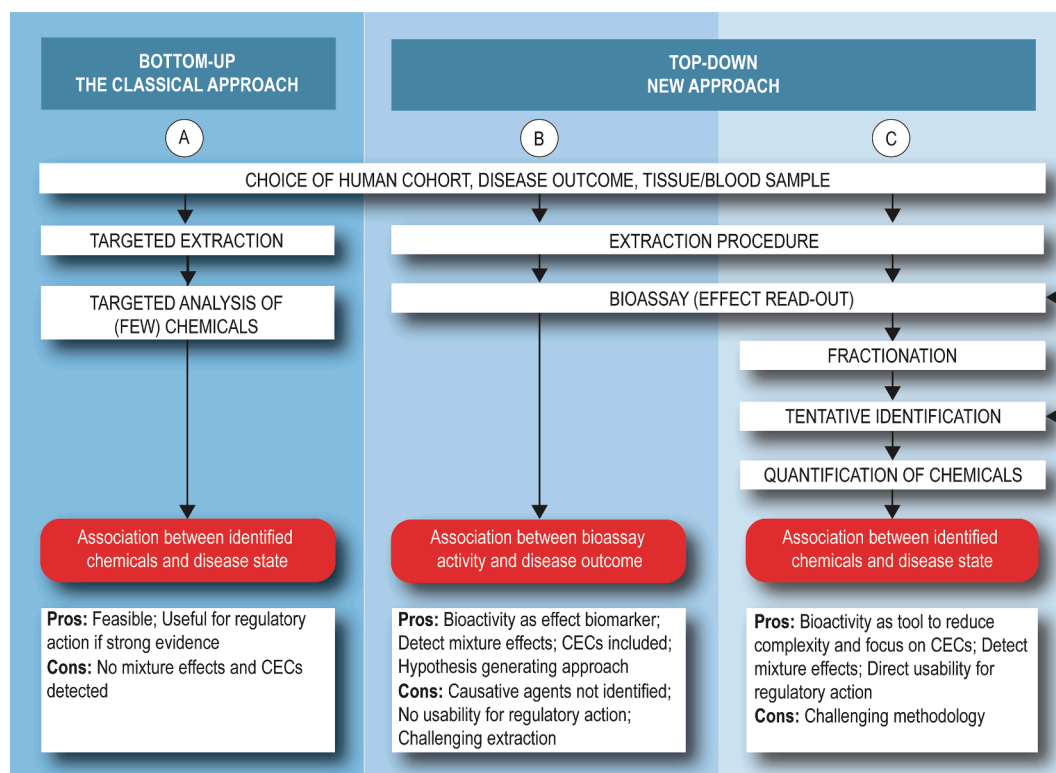 BOTTOM-UP
THE CLASSICAL APPROACH
TOP-DOWN
NEW APPROACH
A
B
C
CHOICE OF HUMAN COHORT, DISEASE OUTCOME, TISSUE/BLOOD SAMPLE
TARGETED EXTRACTION
EXTRACTION PROCEDURE
TARGETED ANALYSIS OF
(FEW) CHEMICALS
BIOASSAY (EFFECT READ-OUT)
FRACTIONATION
TENTATIVE IDENTIFICATION
QUANTIFICATION OF CHEMICALS
Association between identified
chemicals and disease state
Association between bioassay
activity and disease outcome
Association between identified
chemicals and disease state
Pros: Feasible; Useful for regulatory
action if strong evidence
Cons: No mixture effects and CECs
detected
Pros: Bioactivity as effect biomarker;
Detect mixture effects; CECs included;
Hypothesis generating approach
Cons: Causative agents not identified;
No usability for regulatory action;
Challenging extraction
Pros: Bioactivity as tool to reduce
complexity and focus on CECs; Detect
mixture effects; Direct usability for
regulatory action
Cons: Challenging methodology